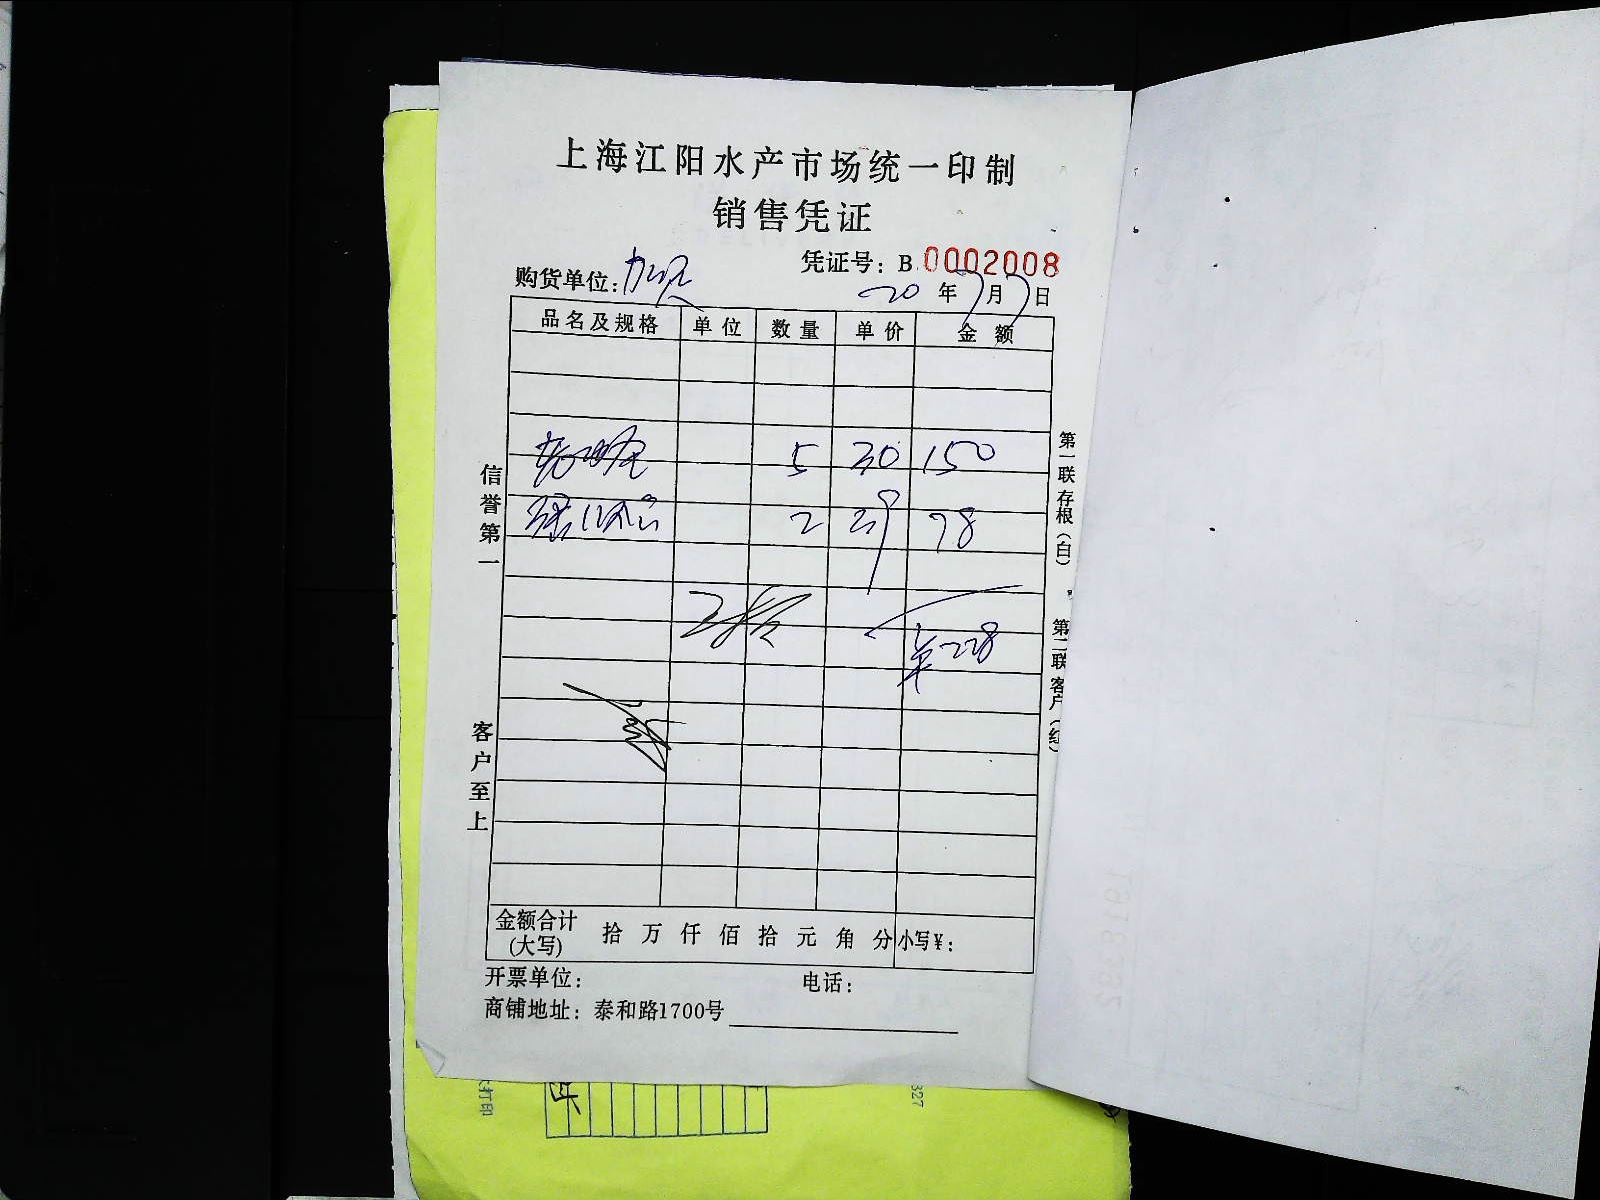 上海江阳水产市场统一印制
销售凭证
凭证号：B 0002008
购货单位：
20 年 7 月 7 日
品名及规格 单位 数量 单价 金额
5 30 150
2 39 78
228
信誉第一
客户至上
第一联存根（白）
第二联客户（红）
金额合计（大写） 拾 万 仟 佰 拾 元 角 分 小写¥：
开票单位： 电话：
商铺地址：泰和路1700号
打印
327